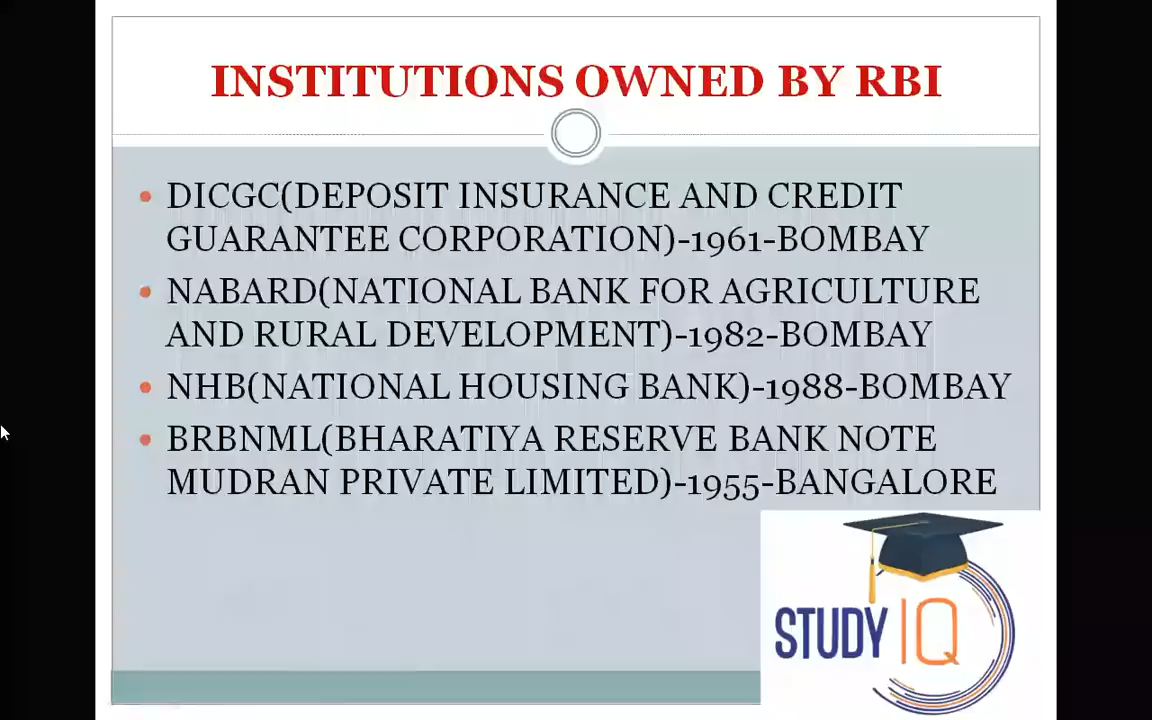 INSTITUTIONS OWNED BY RBI
• DICGC(DEPOSIT INSURANCE AND CREDIT
GUARANTEE CORPORATION)-1961-BOMBAY
• NABARD(NATIONAL BANK FOR AGRICULTURE
AND RURAL DEVELOPMENT)-1982-BOMBAY
• NHB(NATIONAL HOUSING BANK)-1988-BOMBAY
• BRBNML(BHARATIYA RESERVE BANK NOTE
MUDRAN PRIVATE LIMITED)-1955-BANGALORE
STUDY IQ